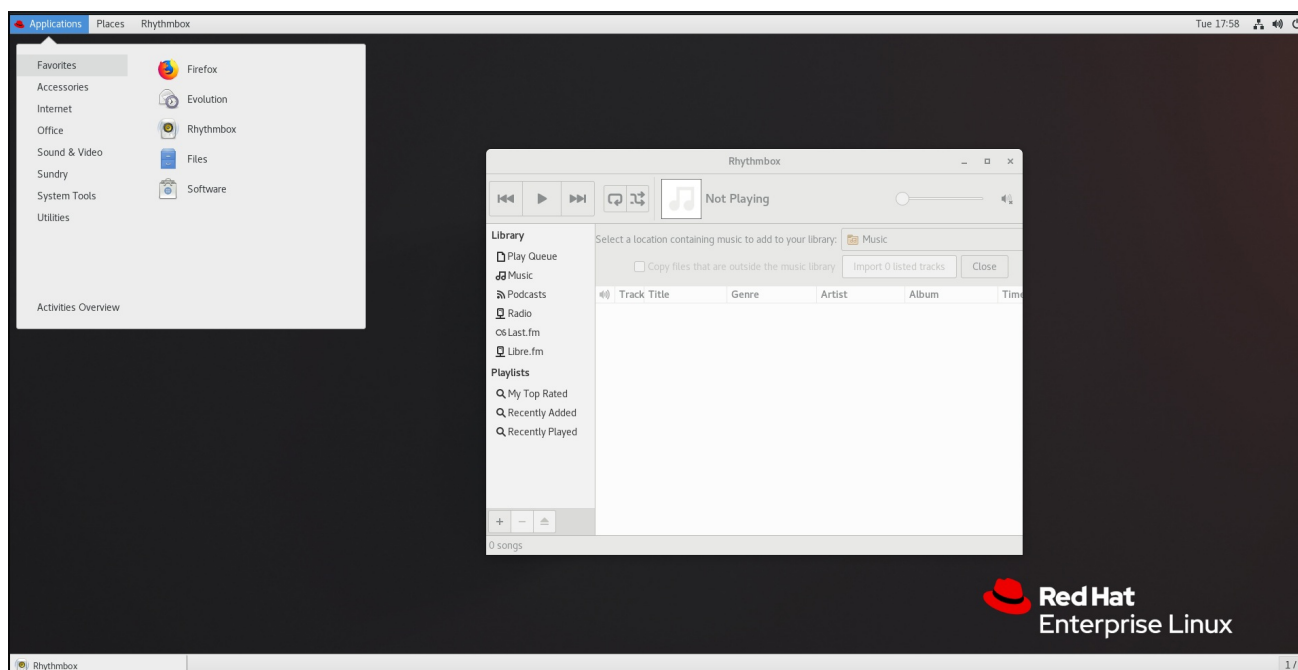 Applications Places Rhythmbox Tue 17:58
Favorites
Accessories
Internet
Office
Sound & Video
Sundry
System Tools
Utilities
Activities Overview
Firefox
Evolution
Rhythmbox
Files
Software
Rhythmbox
Not Playing
Library
Play Queue
Music
Podcasts
Radio
Last.fm
Libre.fm
Playlists
My Top Rated
Recently Added
Recently Played
Select a location containing music to add to your library: Music
Copy files that are outside the music library Import 0 listed tracks Close
Track Title Genre Artist Album Time
0 songs
Red Hat
Enterprise Linux
Rhythmbox 1 /